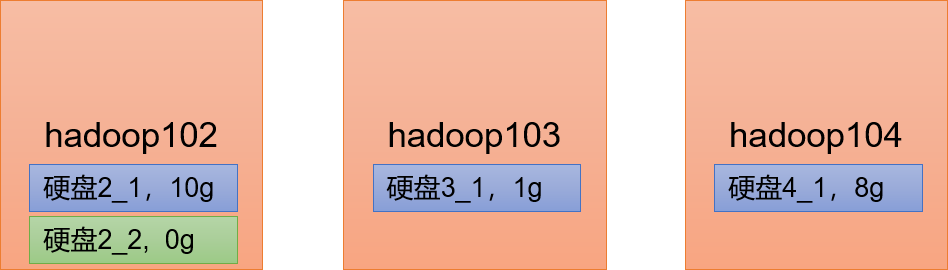 hadoop102
硬盘2_1，10g
硬盘2_2, 0g
hadoop103
硬盘3_1，1g
hadoop104
硬盘4_1，8g